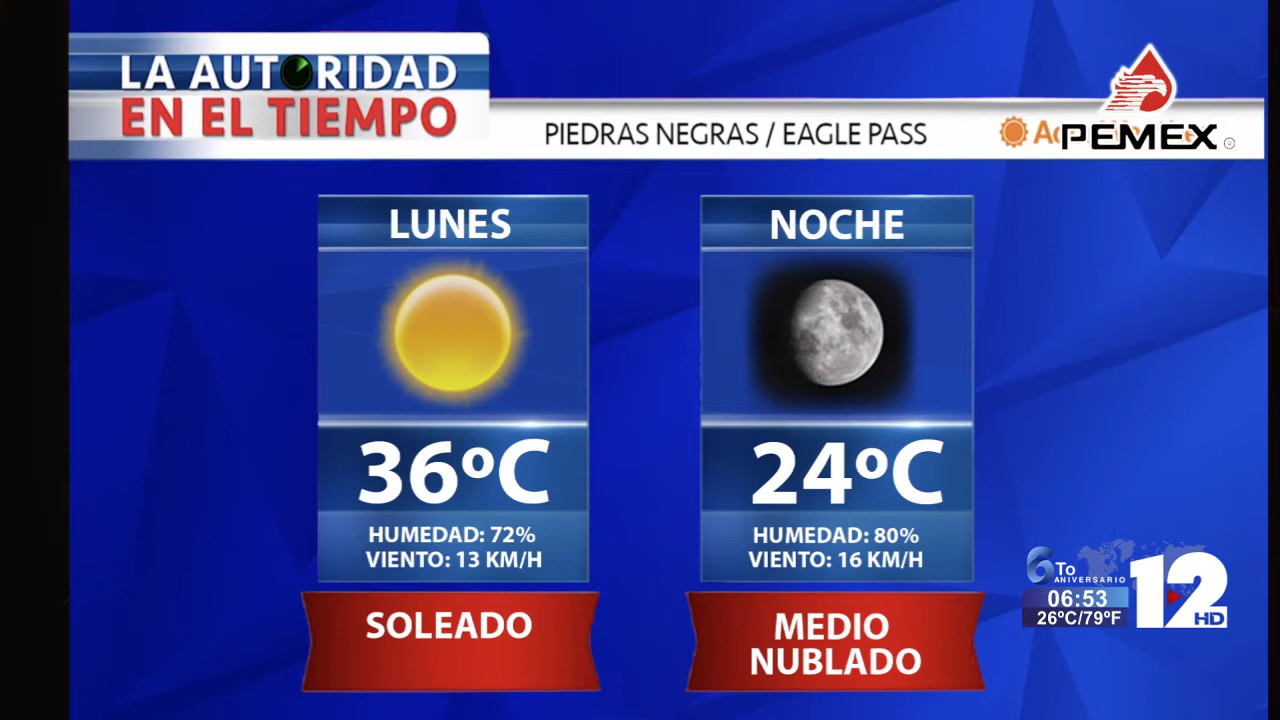 LA AUTORIDAD
EN EL TIEMPO
PIEDRAS NEGRAS / EAGLE PASS
PEMEX
®
LUNES
NOCHE
36ºC
24ºC
HUMEDAD: 72%
VIENTO: 13 KM/H
HUMEDAD: 80%
VIENTO: 16 KM/H
SOLEADO
MEDIO
NUBLADO
6To
ANIVERSARIO
06:53
26ºC/79ºF
12
HD